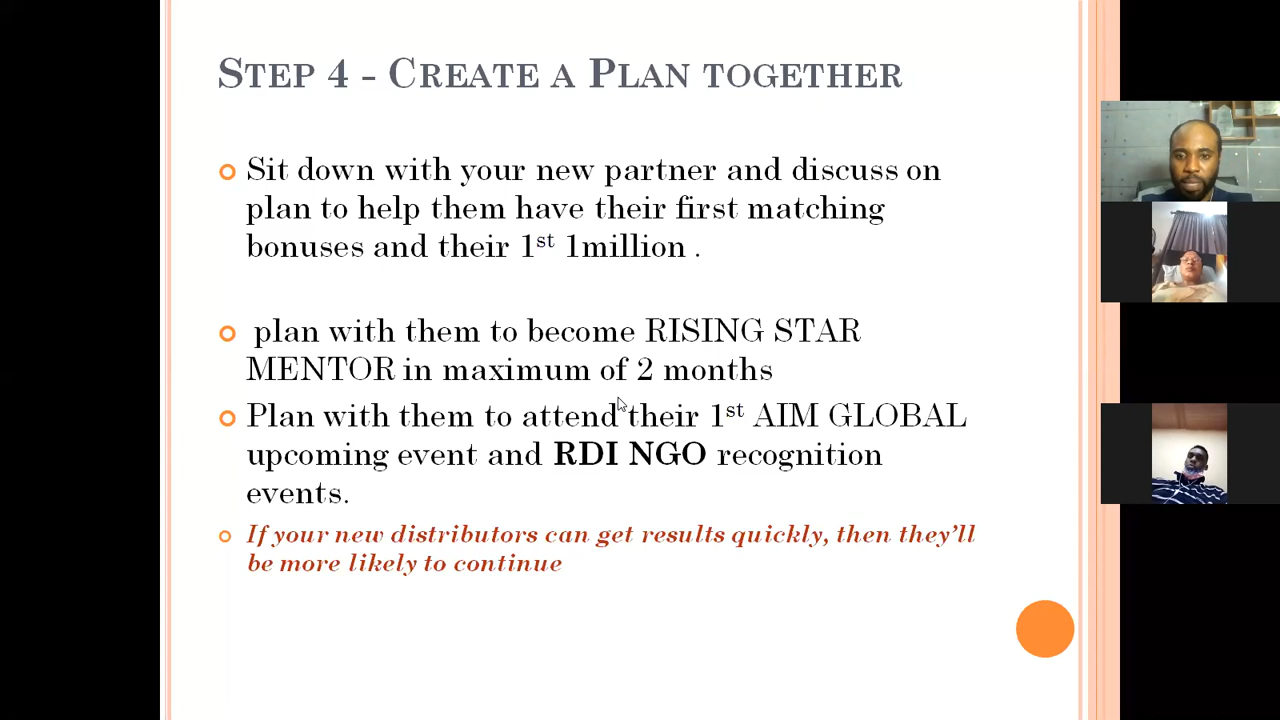 STEP 4 - CREATE A PLAN TOGETHER
Sit down with your new partner and discuss on
plan to help them have their first matching
bonuses and their 1st 1million .
plan with them to become RISING STAR
MENTOR in maximum of 2 months
Plan with them to attend their 1st AIM GLOBAL
upcoming event and RDI NGO recognition
events.
If your new distributors can get results quickly, then they’ll
be more likely to continue